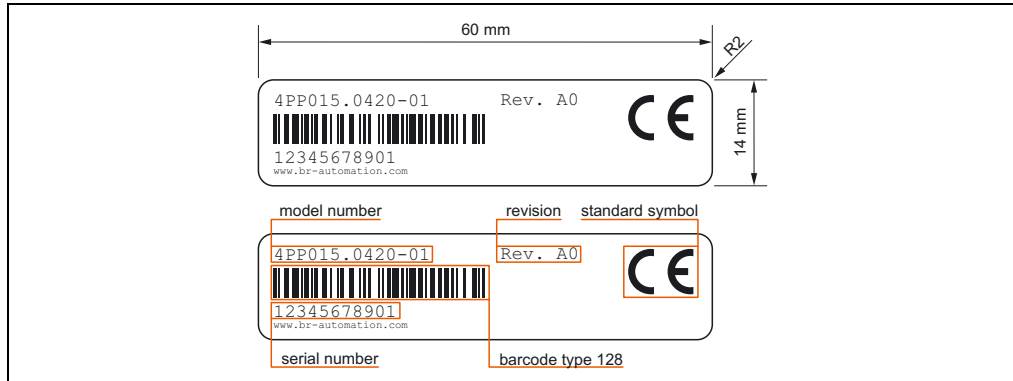 60 mm
R2
4PP015.0420-01 Rev. A0 CE
12345678901
www.br-automation.com
14 mm
model number revision standard symbol
4PP015.0420-01 Rev. A0 CE
12345678901
www.br-automation.com
serial number barcode type 128